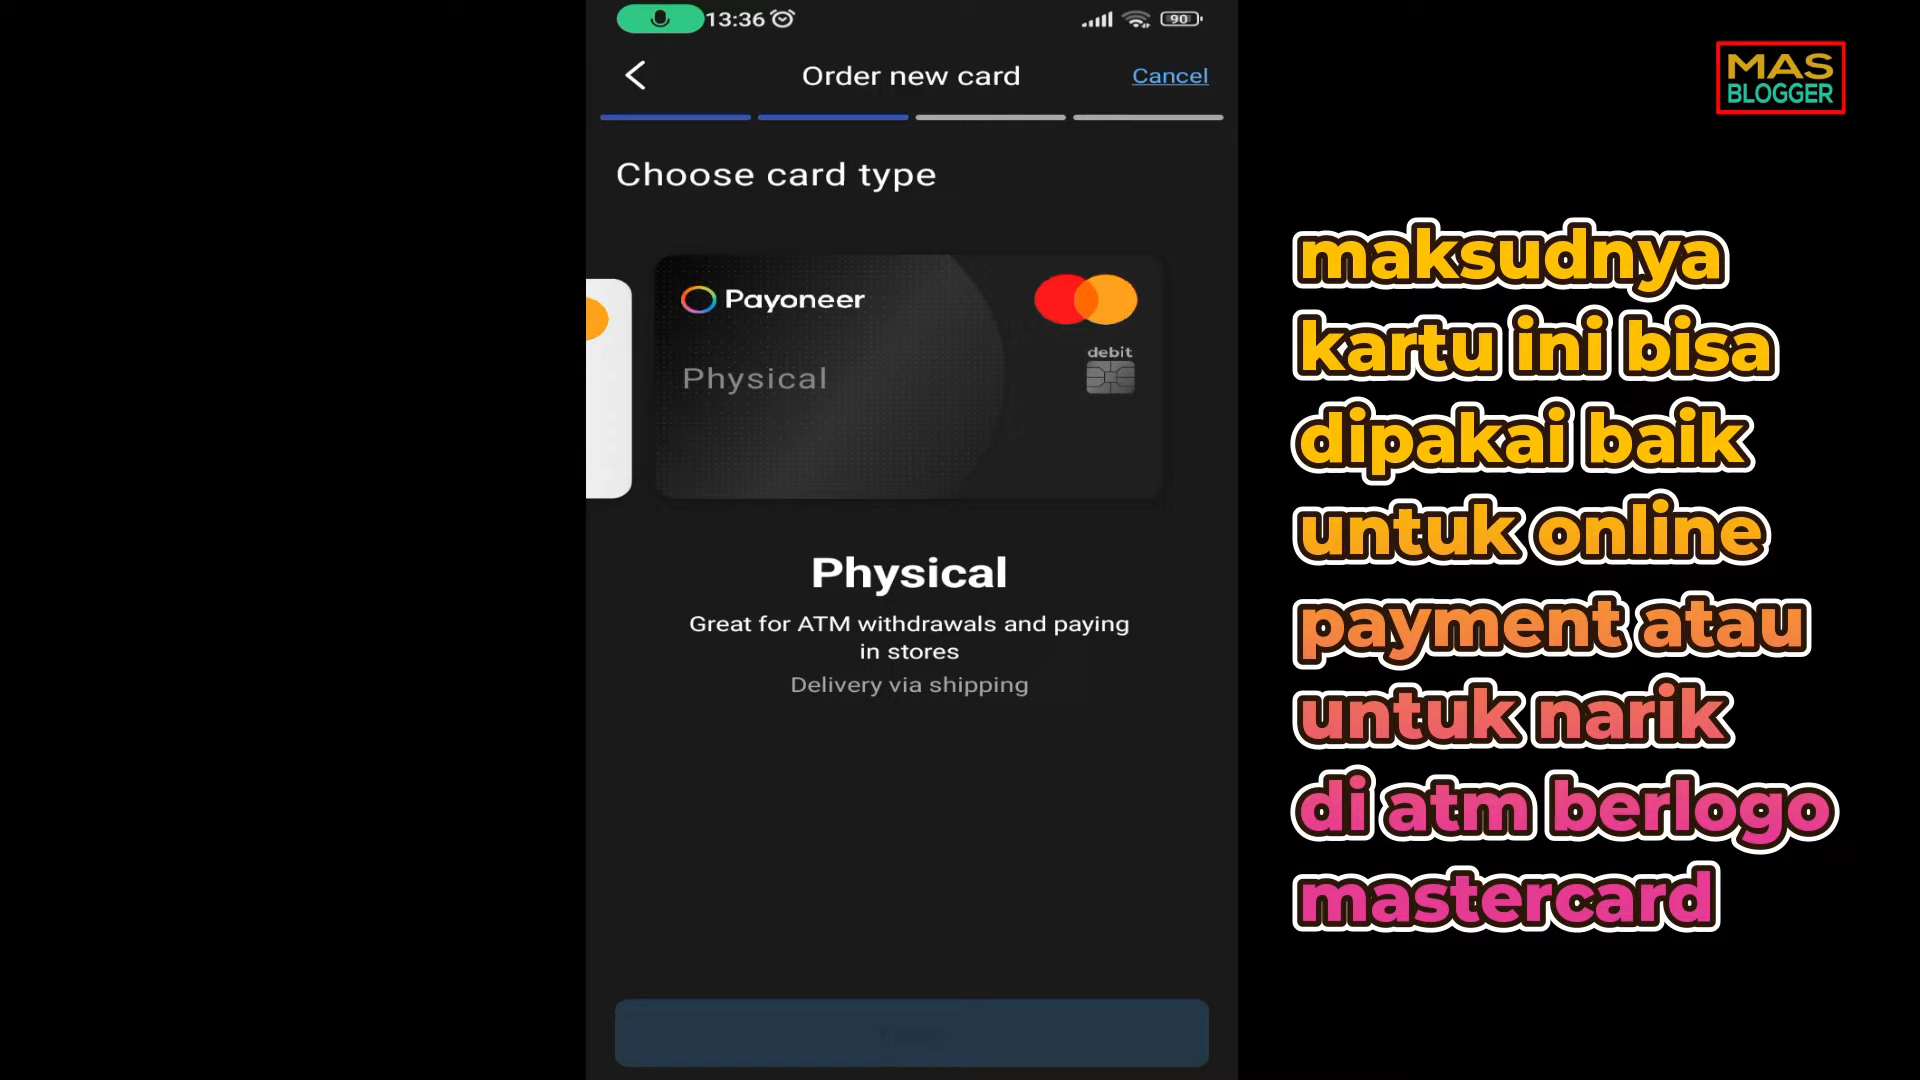 13:36
90
Order new card
Cancel
Choose card type
Payoneer
Physical
debit
Physical
Great for ATM withdrawals and paying
in stores
Delivery via shipping
MAS
BLOGGER
maksudnya
kartu ini bisa
dipakai baik
untuk online
payment atau
untuk narik
di atm berlogo
mastercard